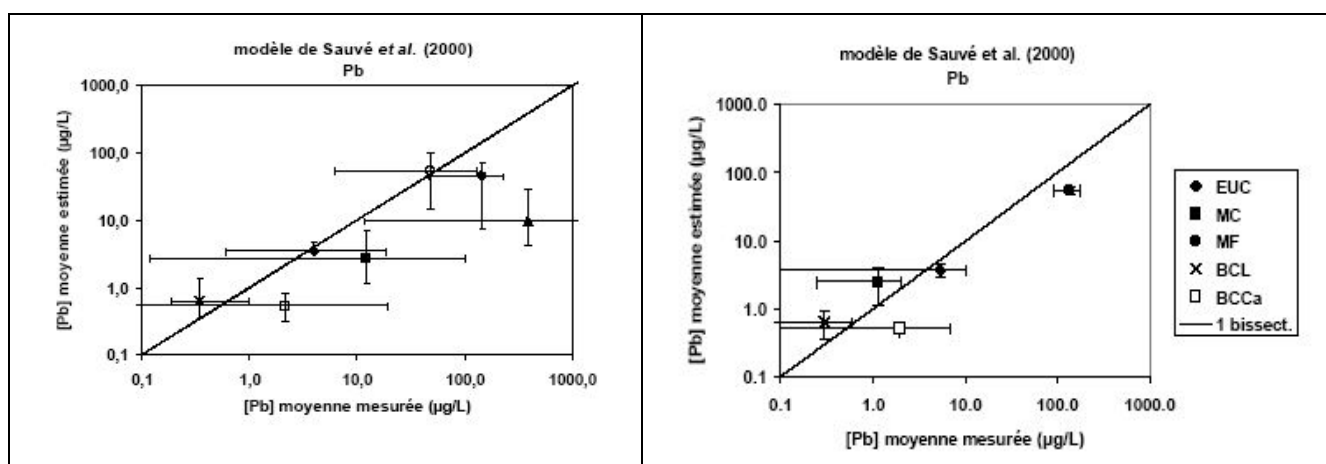 modèle de Sauvé et al. (2000)
Pb
[Pb] moyenne estimée (µg/L)
1000,0
100,0
10,0
1,0
0,1
0,1
1,0
10,0
100,0
1000,0
[Pb] moyenne mesurée (µg/L)
modèle de Sauvé et al. (2000)
Pb
[Pb] moyenne estimée (µg/L)
1000.0
100.0
10.0
1.0
0.1
0.1
1.0
10.0
100.0
1000.0
[Pb] moyenne mesurée (µg/L)
EUC
MC
MF
BCL
BCCa
1 bissect.